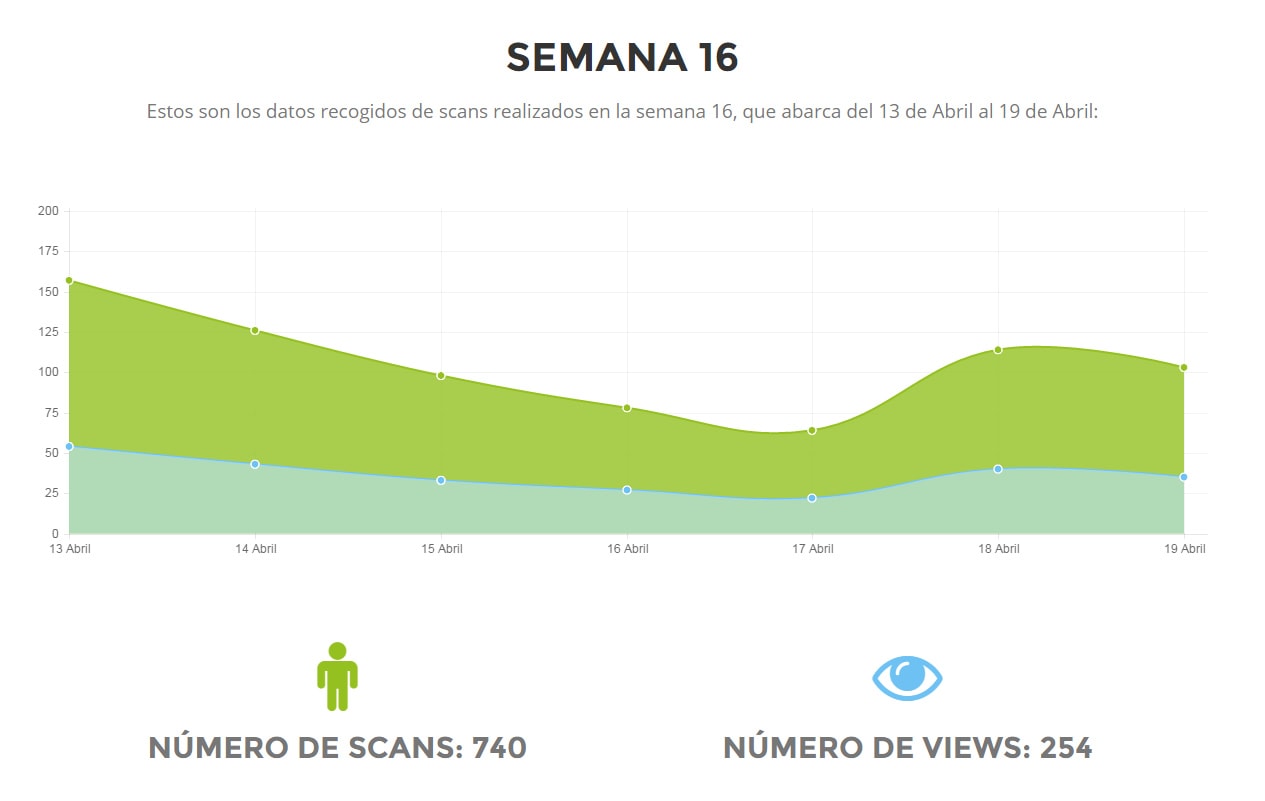 SEMANA 16
Estos son los datos recogidos de scans realizados en la semana 16, que abarca del 13 de Abril al 19 de Abril:
200
175
150
125
100
75
50
25
0
13 Abril 14 Abril 15 Abril 16 Abril 17 Abril 18 Abril 19 Abril
NÚMERO DE SCANS: 740 NÚMERO DE VIEWS: 254